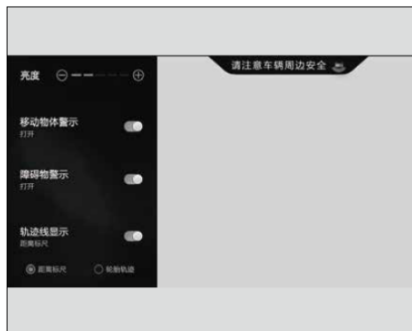 请注意车辆周边安全
亮度
移动物体警示
打开
障碍物警示
打开
轨迹线显示
距离标尺
距离标尺 轮胎轨迹